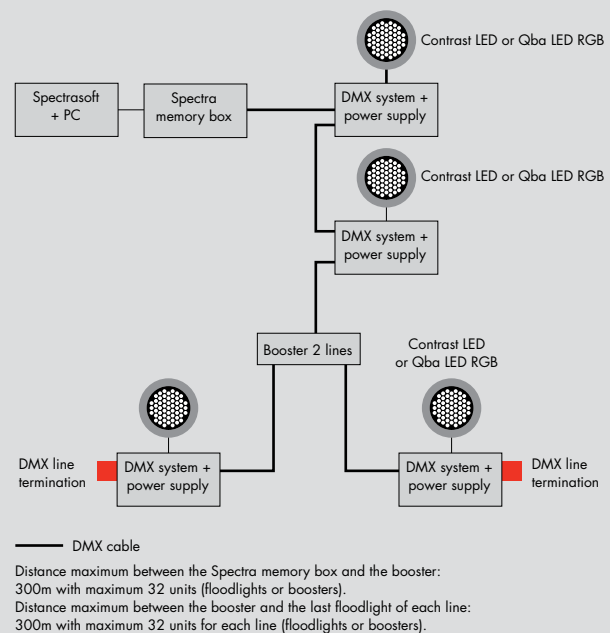 Contrast LED or Qba LED RGB
Spectrasoft
+ PC
Spectra
memory box
DMX system +
power supply
Contrast LED or Qba LED RGB
DMX system +
power supply
Booster 2 lines
Contrast LED
or Qba LED RGB
DMX line
termination
DMX system +
power supply
DMX system +
power supply
DMX line
termination
DMX cable
Distance maximum between the Spectra memory box and the booster:
300m with maximum 32 units (floodlights or boosters).
Distance maximum between the booster and the last floodlight of each line:
300m with maximum 32 units for each line (floodlights or boosters).